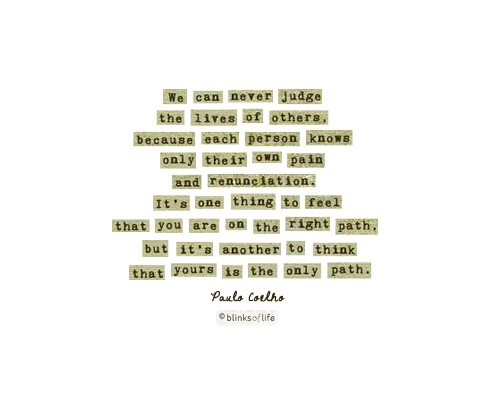 We can never judge
the lives of others,
because each person knows
only their own pain
and renunciation.
It's one thing to feel
that you are on the right path,
but it's another to think
that yours is the only path.
Paulo Coelho
© blinksoflife